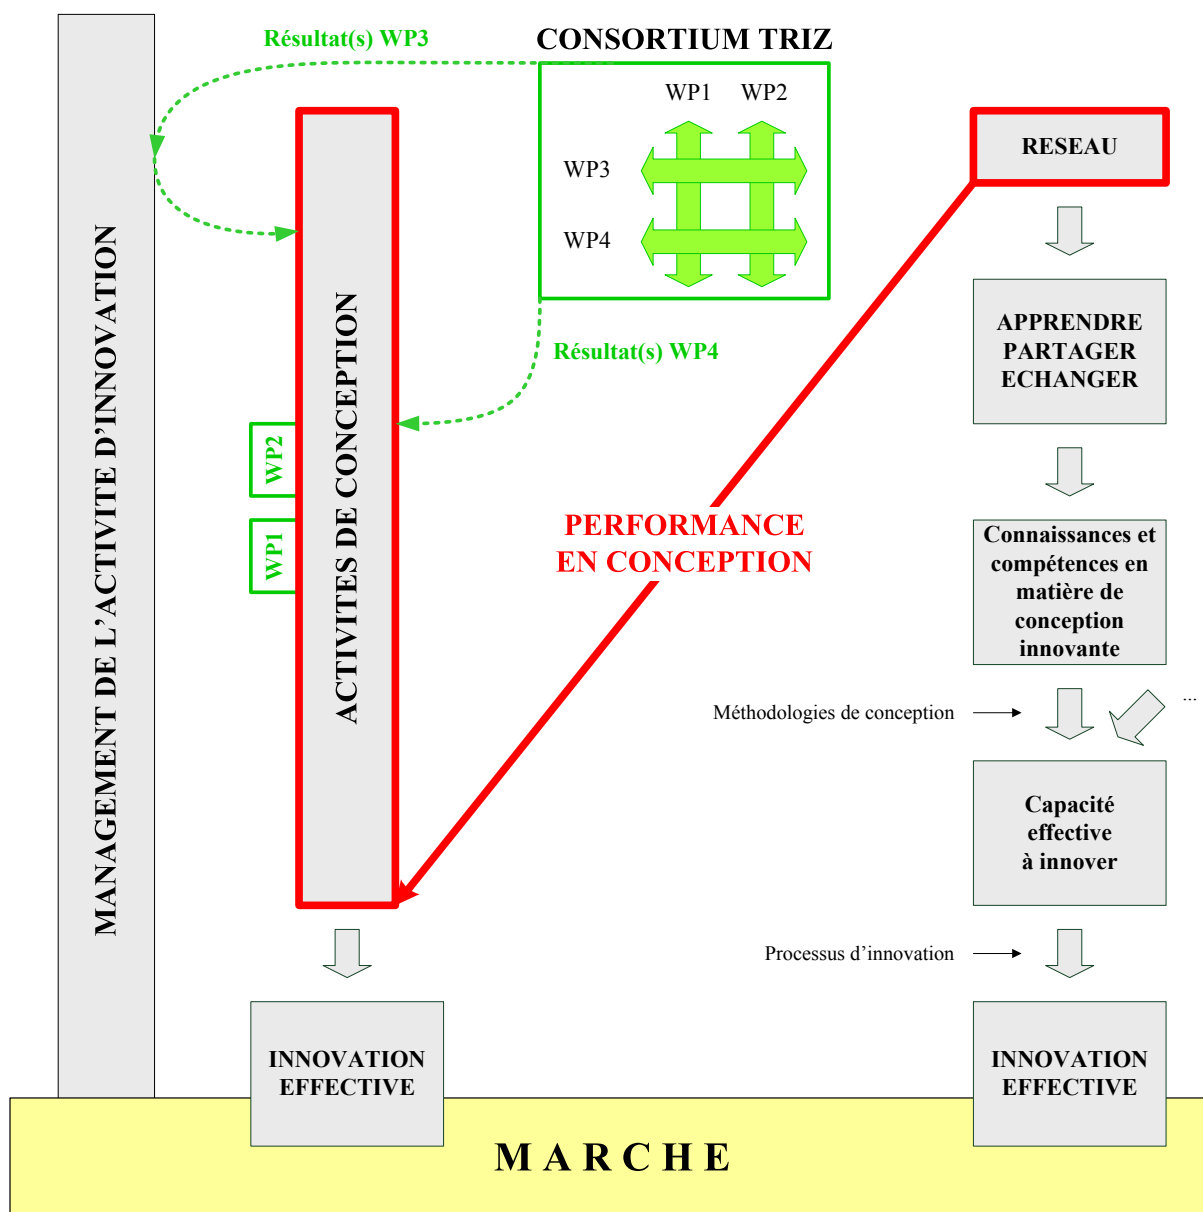 Résultat(s) WP3
CONSORTIUM TRIZ
WP1
WP2
WP3
WP4
RESEAU
MANAGEMENT DE L'ACTIVITE D'INNOVATION
ACTIVITES DE CONCEPTION
APPRENDRE
PARTAGER
ECHANGER
Résultat(s) WP4
WP2
WP1
PERFORMANCE
EN CONCEPTION
Connaissances et
compétences en
matière de
conception
innovante
Méthodologies de conception
...
Capacité
effective
à innover
Processus d'innovation
INNOVATION
EFFECTIVE
INNOVATION
EFFECTIVE
M A R C H E